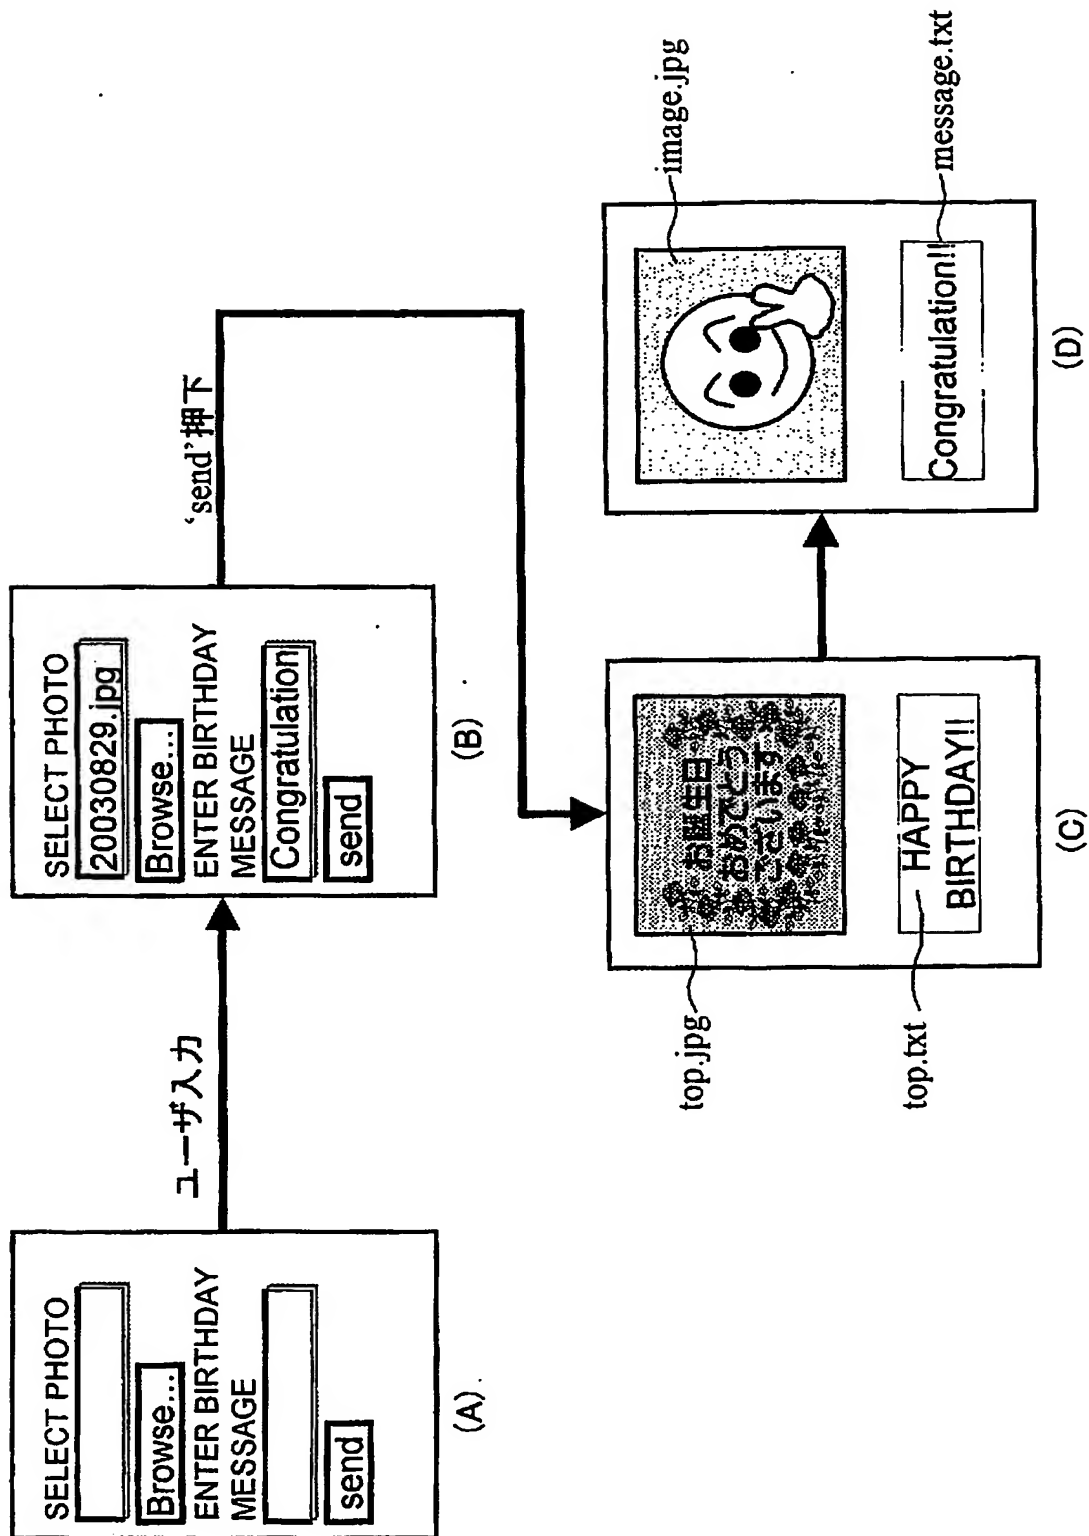 SELECT PHOTO
Browse...
ENTER BIRTHDAY
MESSAGE
send
(A)
ユーザ入力
SELECT PHOTO
20030829.jpg
Browse...
ENTER BIRTHDAY
MESSAGE
Congratulation
send
(B)
‘send’押下
top.jpg
お誕生日
おめでとう
ございます
top.txt
HAPPY
BIRTHDAY!!
(C)
image.jpg
Congratulation!!
message.txt
(D)